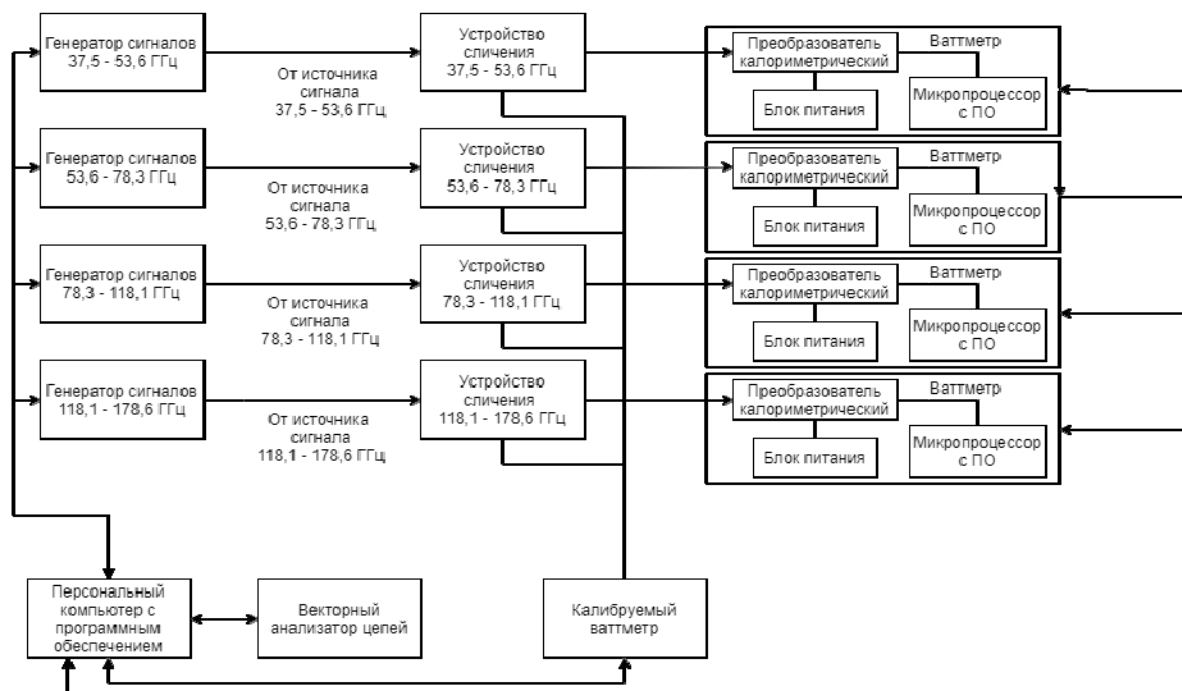 Генератор сигналов
37,5 - 53,6 ГГц
От источника
сигнала
37,5 - 53,6 ГГц
Устройство
сличения
37,5 - 53,6 ГГц
Преобразователь
калориметрический
Ваттметр
Блок питания
Микропроцессор
с ПО
Генератор сигналов
53,6 - 78,3 ГГц
От источника
сигнала
53,6 - 78,3 ГГц
Устройство
сличения
53,6 - 78,3 ГГц
Преобразователь
калориметрический
Ваттметр
Блок питания
Микропроцессор
с ПО
Генератор сигналов
78,3 - 118,1 ГГц
От источника
сигнала
78,3 - 118,1 ГГц
Устройство
сличения
78,3 - 118,1 ГГц
Преобразователь
калориметрический
Ваттметр
Блок питания
Микропроцессор
с ПО
Генератор сигналов
118,1 - 178,6 ГГц
От источника
сигнала
118,1 - 178,6 ГГц
Устройство
сличения
118,1 - 178,6 ГГц
Преобразователь
калориметрический
Ваттметр
Блок питания
Микропроцессор
с ПО
Персональный
компьютер с
программным
обеспечением
Векторный
анализатор цепей
Калибруемый
ваттметр